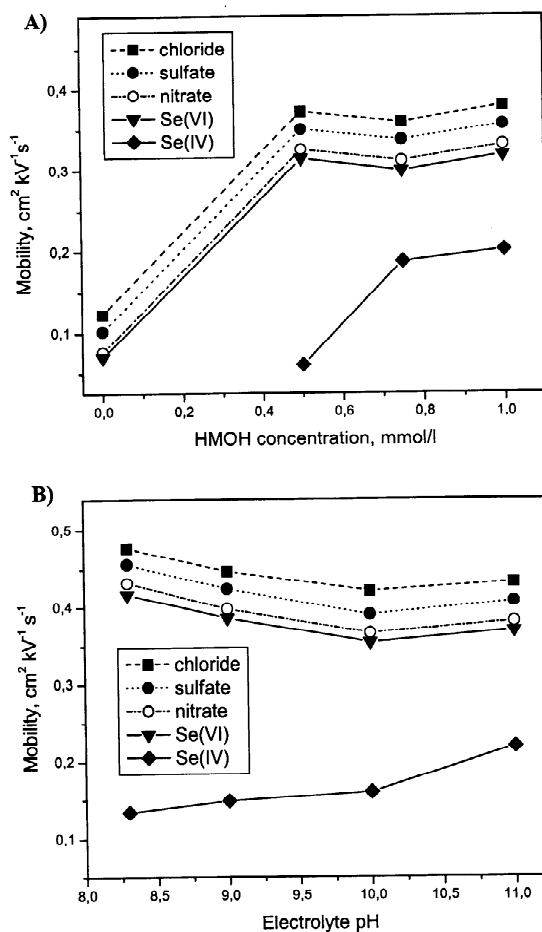 A)
chloride
sulfate
nitrate
Se(VI)
Se(IV)
0,4
0,3
0,2
0,1
Mobility, cm² kV⁻¹s⁻¹
0,0 0,2 0,4 0,6 0,8 1.0
HMOH concentration, mmol/l
B)
0,5
0,4
0,3
0,2
0,1
Mobility, cm² kV⁻¹ s⁻¹
chloride
sulfate
nitrate
Se(VI)
Se(IV)
8,0 8,5 9,0 9,5 10,0 10,5 11,0
Electrolyte pH